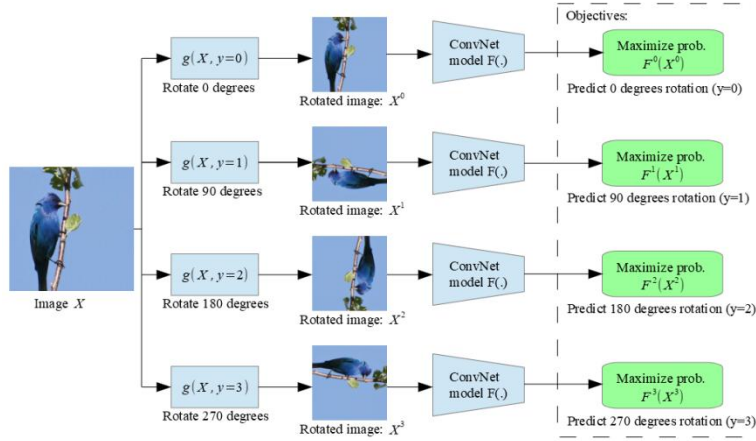 Objectives:
g(X, y=0)
Rotate 0 degrees
Rotated image: X⁰
ConvNet
model F(.)
Maximize prob.
F⁰(X⁰)
Predict 0 degrees rotation (y=0)
g(X, y=1)
Rotate 90 degrees
Rotated image: X¹
ConvNet
model F(.)
Maximize prob.
F¹(X¹)
Predict 90 degrees rotation (y=1)
Image X
g(X, y=2)
Rotate 180 degrees
Rotated image: X²
ConvNet
model F(.)
Maximize prob.
F²(X²)
Predict 180 degrees rotation (y=2)
g(X, y=3)
Rotate 270 degrees
Rotated image: X³
ConvNet
model F(.)
Maximize prob.
F³(X³)
Predict 270 degrees rotation (y=3)